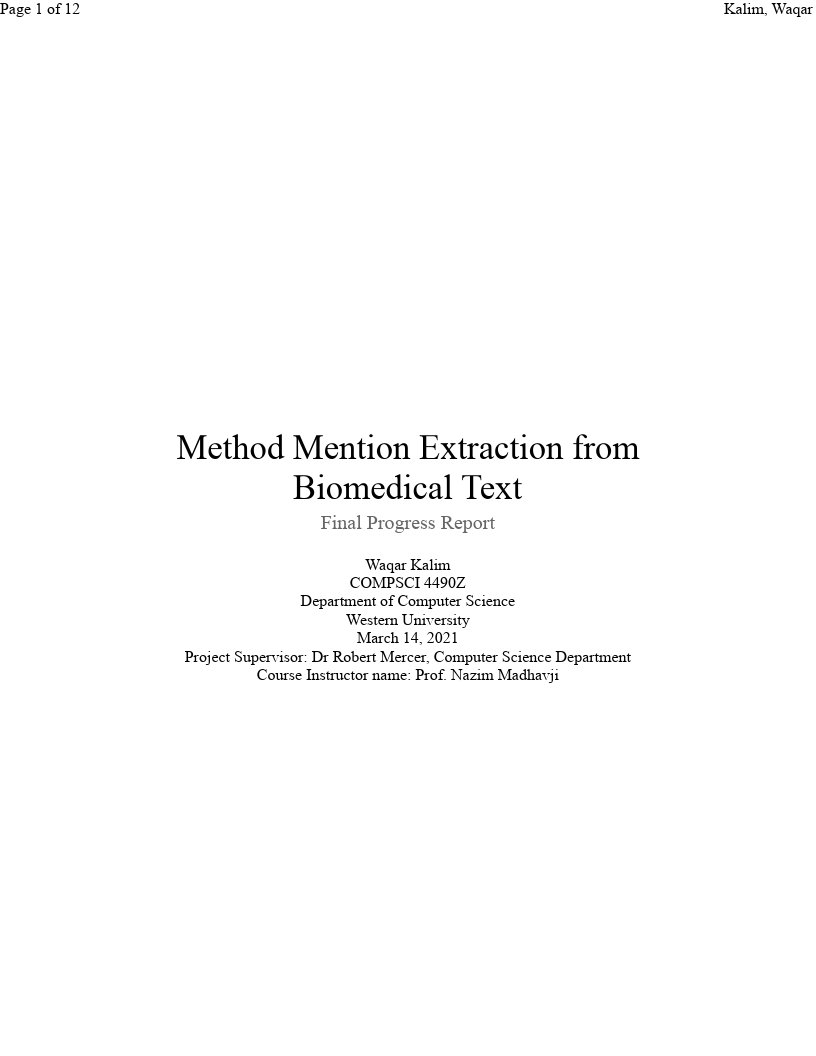 Page 1 of 12
Kalim, Waqar
Method Mention Extraction from
Biomedical Text
Final Progress Report
Waqar Kalim
COMPSCI 4490Z
Department of Computer Science
Western University
March 14, 2021
Project Supervisor: Dr Robert Mercer, Computer Science Department
Course Instructor name: Prof. Nazim Madhavji